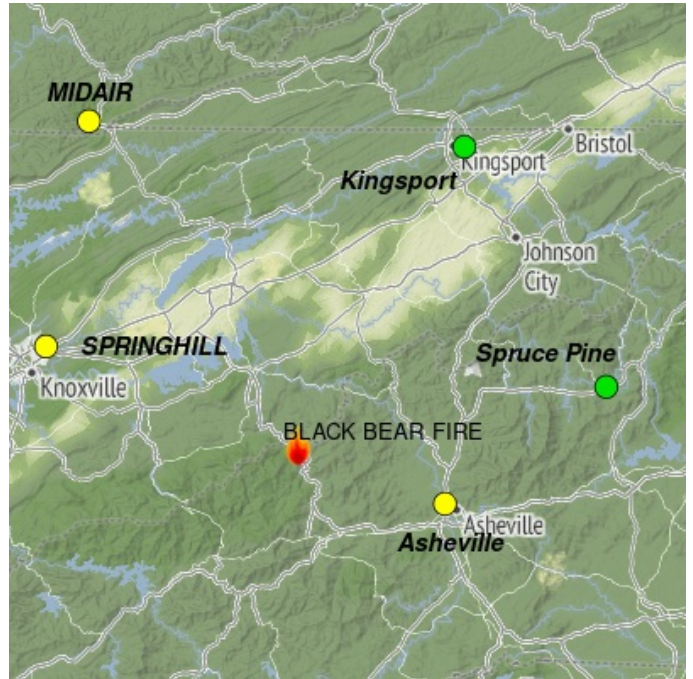 MIDAIR
Bristol
Kingsport
Kingsport
Johnson
City
SPRINGHILL
Spruce Pine
Knoxville
BLACK BEAR FIRE
Asheville
Asheville